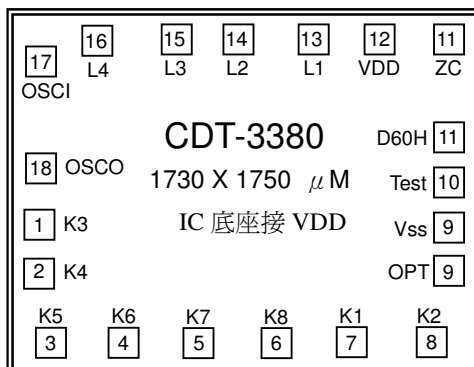 16 15 14 13 12 11
17 L4 L3 L2 L1 VDD ZC
OSCI
CDT-3380 D60H 11
18 OSCO 1730 X 1750 μM Test 10
1 K3 IC 底座接 VDD Vss 9
2 K4 OPT 9
K5 K6 K7 K8 K1 K2
3 4 5 6 7 8